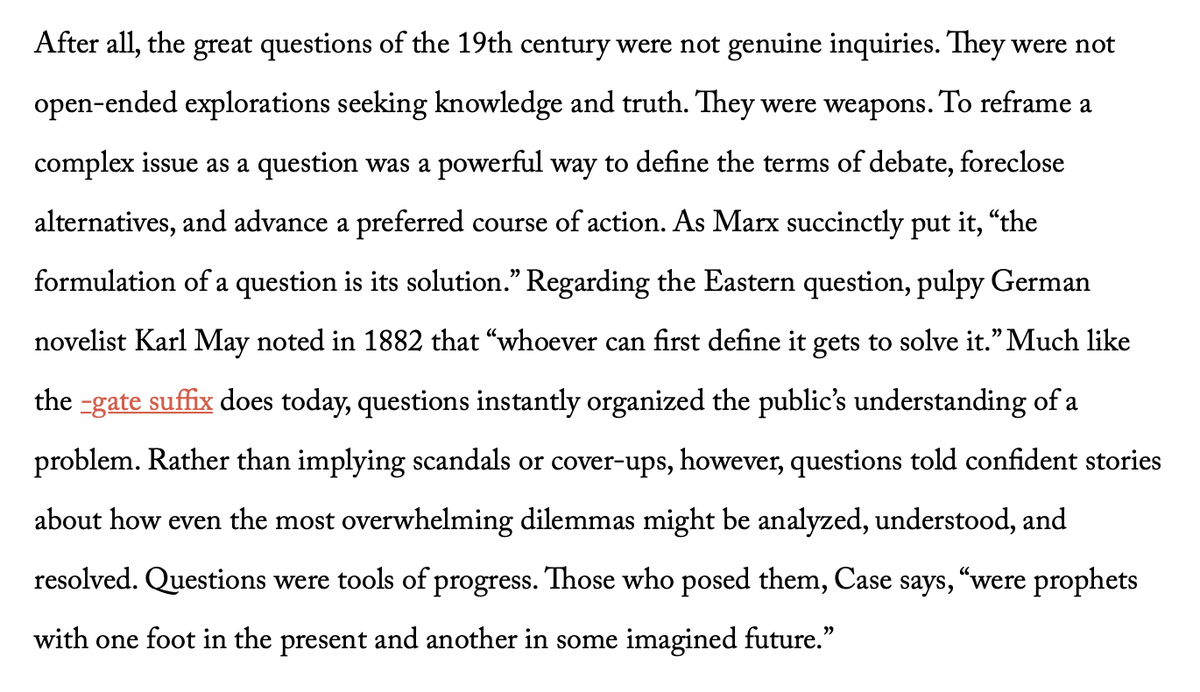 After all, the great questions of the 19th century were not genuine inquiries. They were not
open-ended explorations seeking knowledge and truth. They were weapons. To reframe a
complex issue as a question was a powerful way to define the terms of debate, foreclose
alternatives, and advance a preferred course of action. As Marx succinctly put it, “the
formulation of a question is its solution.” Regarding the Eastern question, pulpy German
novelist Karl May noted in 1882 that “whoever can first define it gets to solve it.” Much like
the -gate suffix does today, questions instantly organized the public’s understanding of a
problem. Rather than implying scandals or cover-ups, however, questions told confident stories
about how even the most overwhelming dilemmas might be analyzed, understood, and
resolved. Questions were tools of progress. Those who posed them, Case says, “were prophets
with one foot in the present and another in some imagined future.”